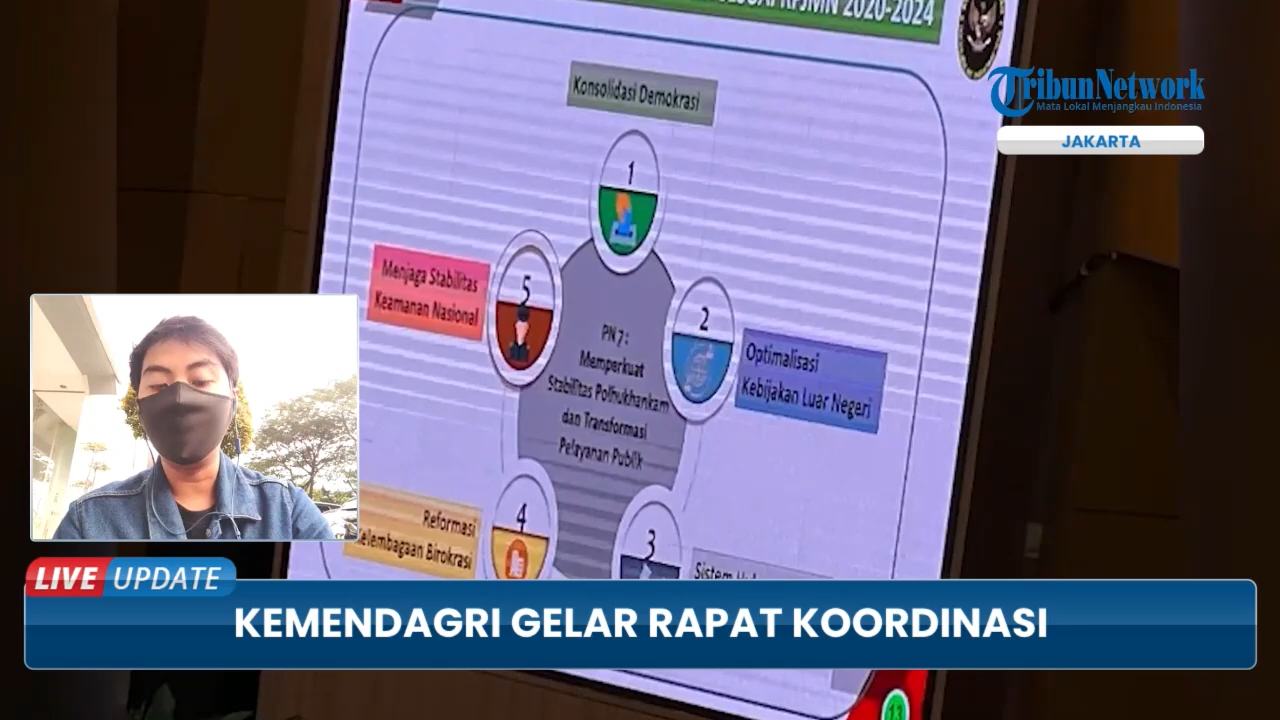 RPJMN 2020-2024
TribunNetwork
Mata Lokal Menjangkau Indonesia
JAKARTA
Konsolidasi Demokrasi
1
Menjaga Stabilitas
Keamanan Nasional
5
2
Optimalisasi
Kebijakan Luar Negeri
PN 7 :
Memperkuat
Stabilitas Polhukhankam
dan Transformasi
Pelayanan Publik
Reformasi
Kelembagaan Birokrasi
4
3
Sistem
LIVE UPDATE
KEMENDAGRI GELAR RAPAT KOORDINASI
13